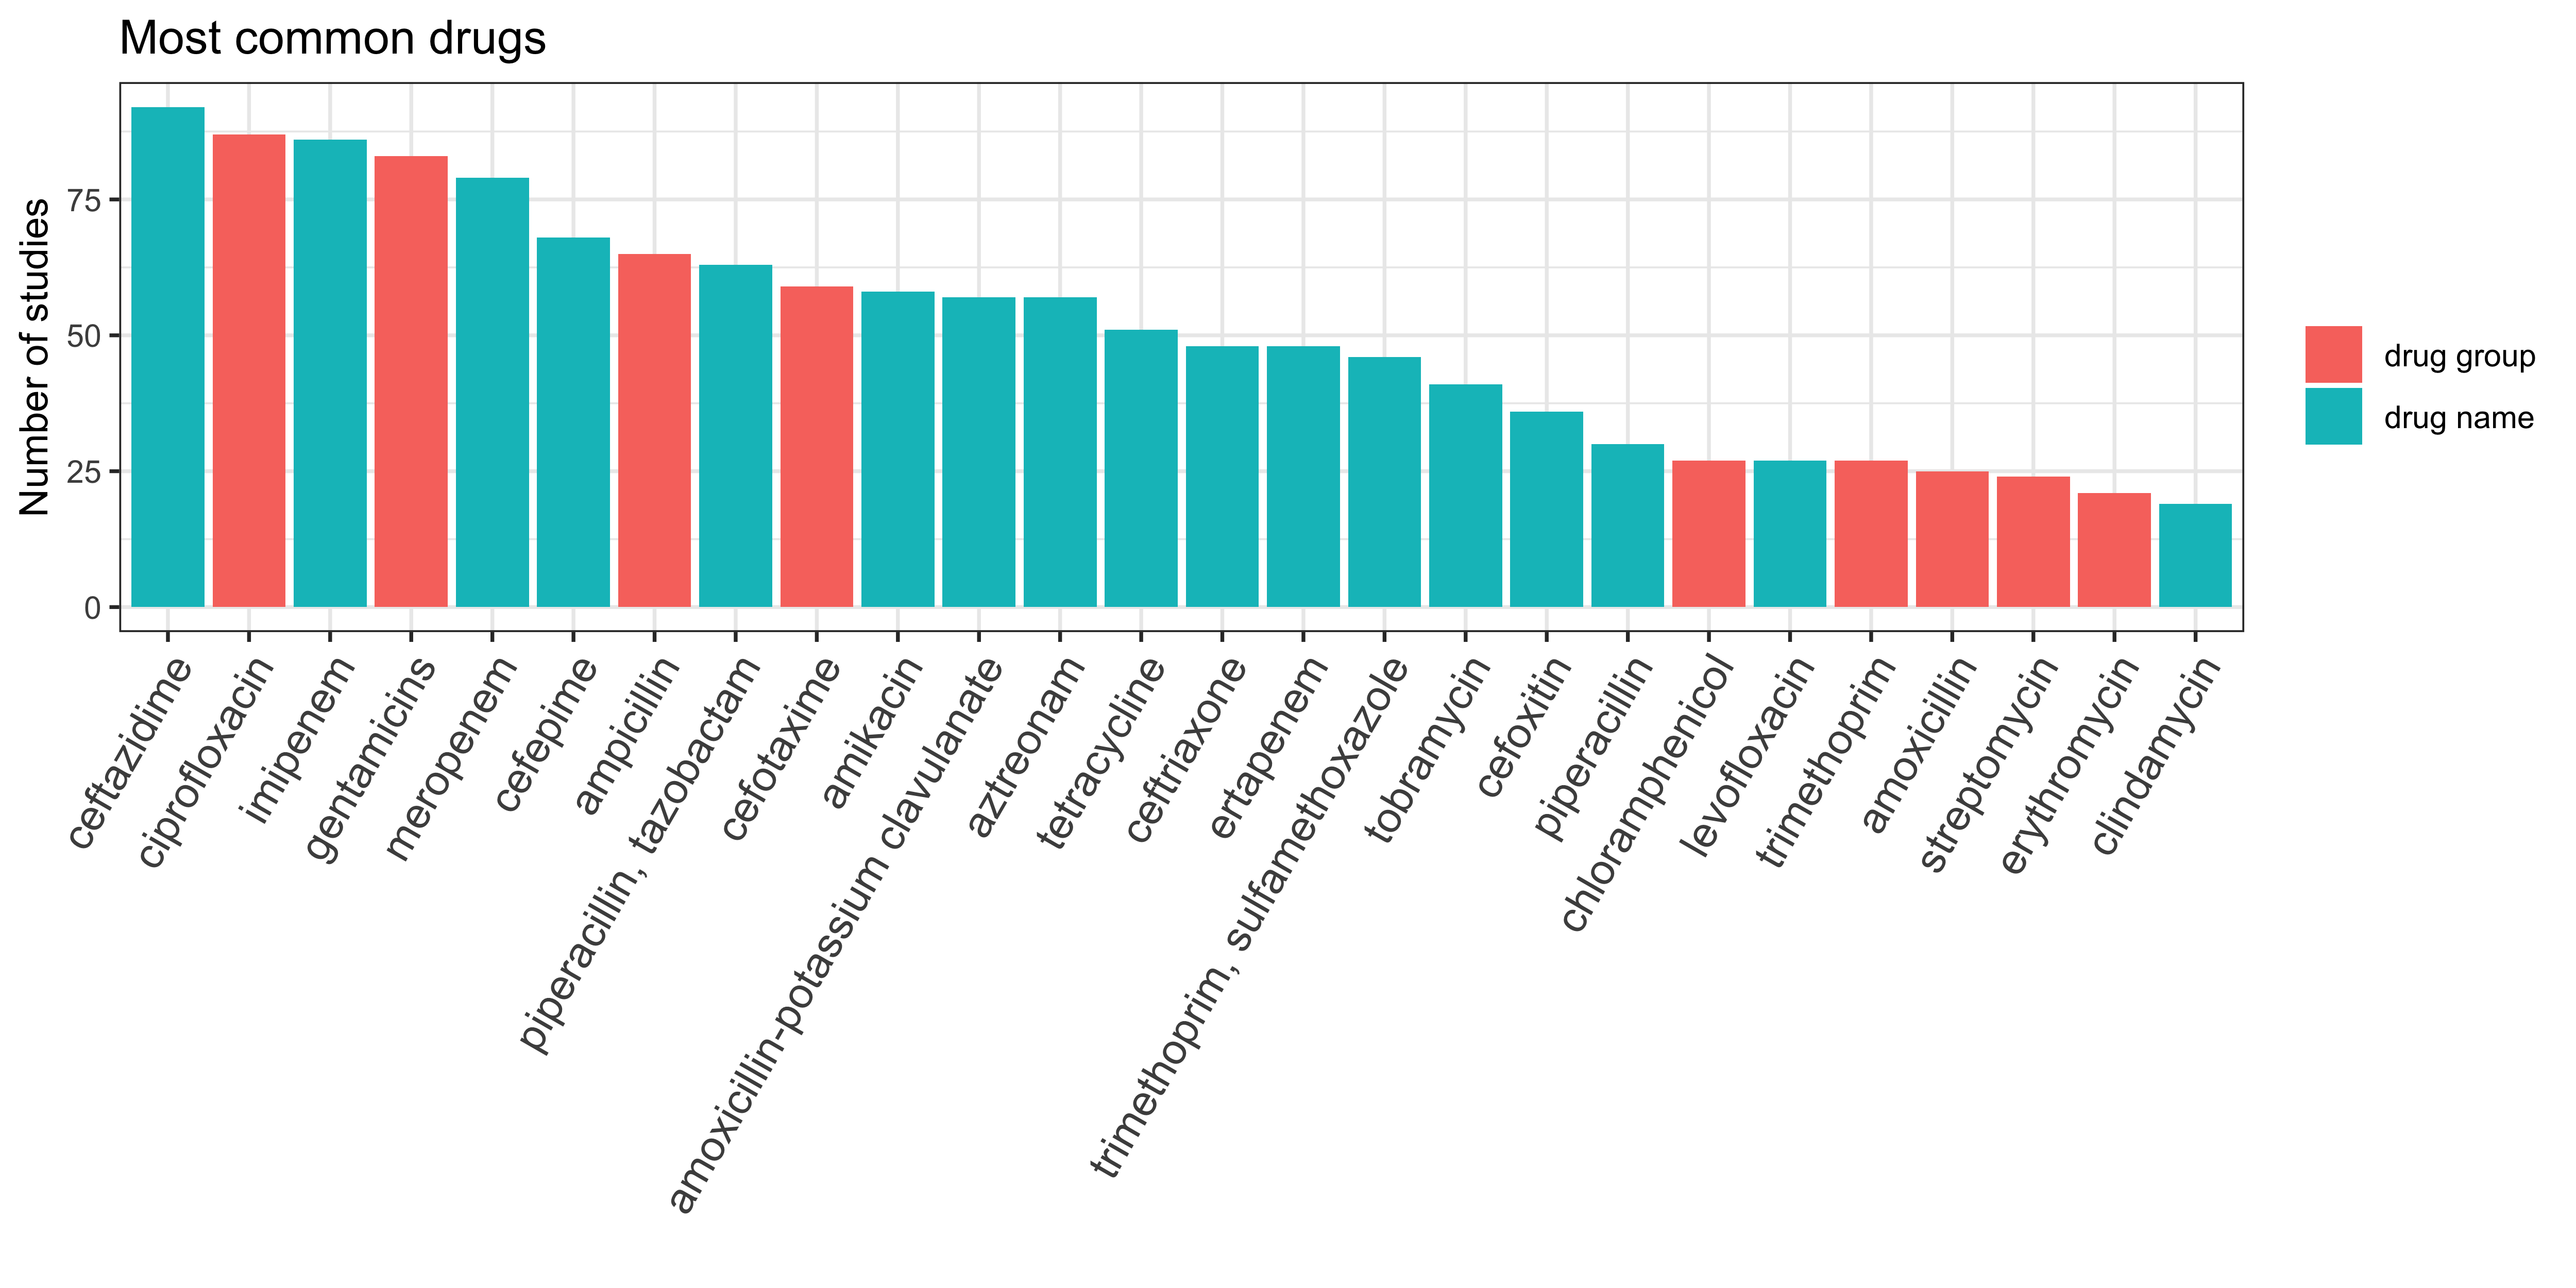 Most common drugs
Number of studies
75
50
25
0
ceftazidime
ciprofloxacin
imipenem
gentamicins
meropenem
cefepime
ampicillin
piperacillin, tazobactam
cefotaxime
amikacin
amoxicillin-potassium clavulanate
aztreonam
tetracycline
ceftriaxone
ertapenem
trimethoprim, sulfamethoxazole
tobramycin
cefoxitin
piperacillin
chloramphenicol
levofloxacin
trimethoprim
amoxicillin
streptomycin
erythromycin
clindamycin
drug group
drug name